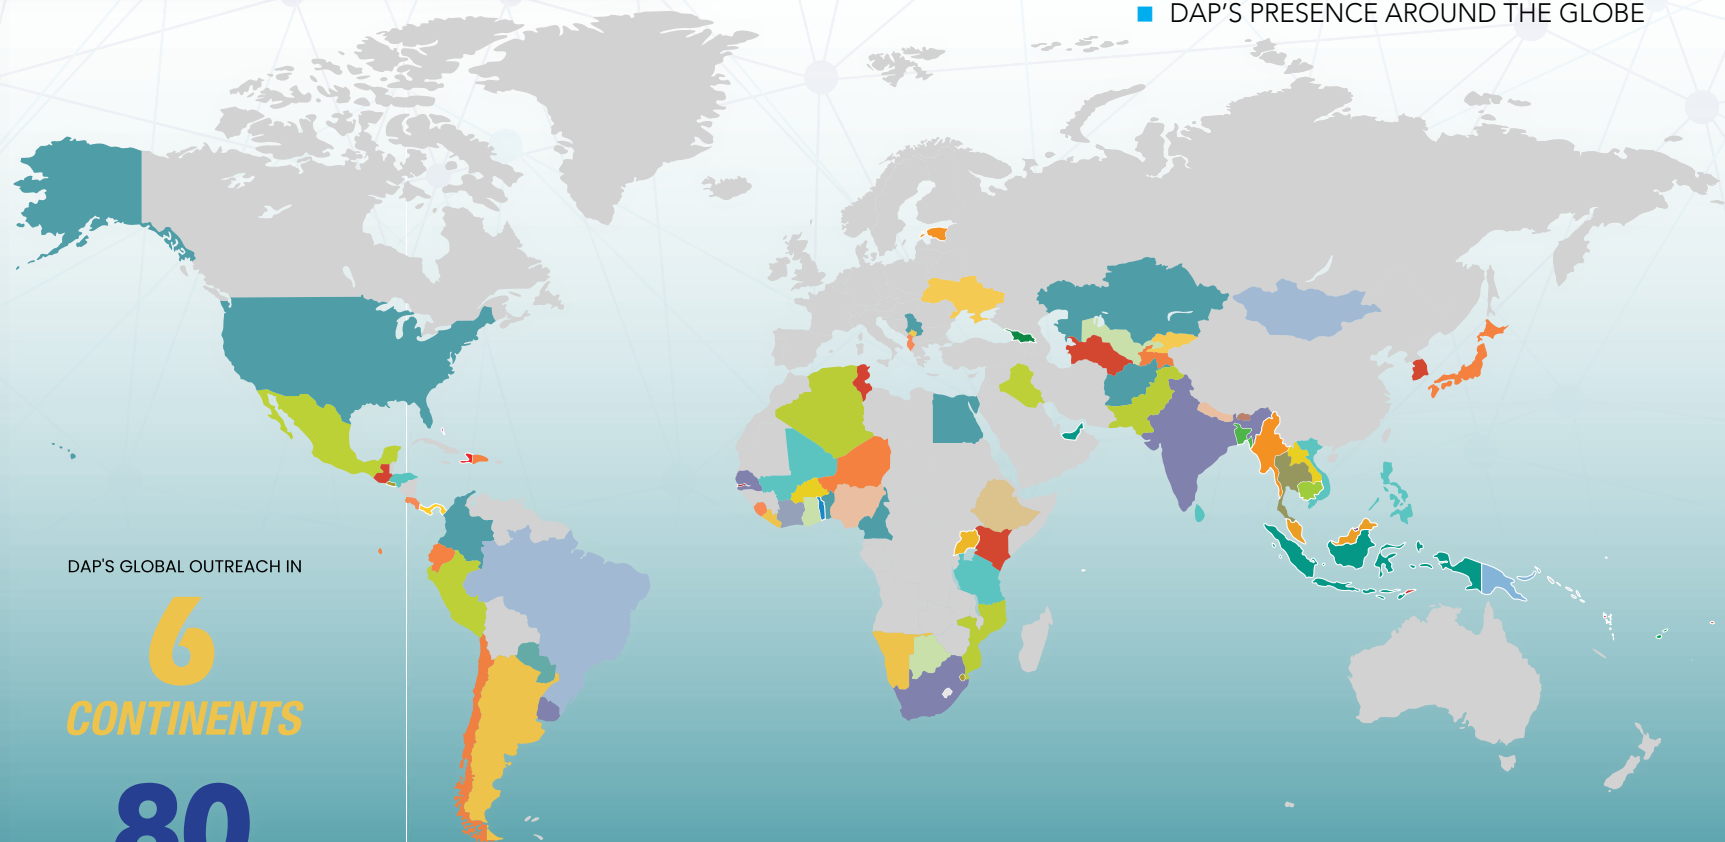 DAP'S PRESENCE AROUND THE GLOBE
DAP'S GLOBAL OUTREACH IN
6
CONTINENTS
80